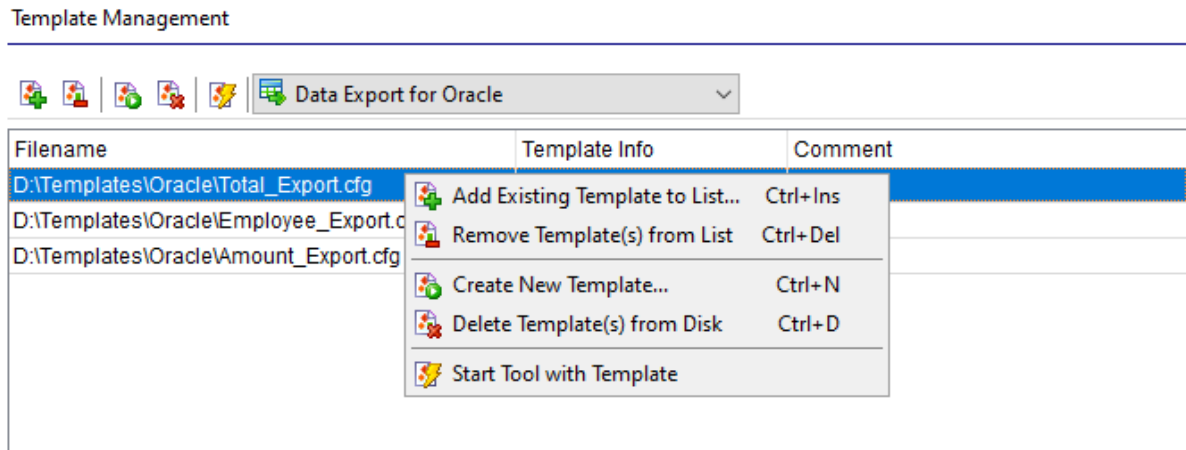 Template Management
Data Export for Oracle
Filename Template Info Comment
D:\Templates\Oracle\Total_Export.cfg
D:\Templates\Oracle\Employee_Export.c
D:\Templates\Oracle\Amount_Export.cfg
Add Existing Template to List... Ctrl+Ins
Remove Template(s) from List Ctrl+Del
Create New Template... Ctrl+N
Delete Template(s) from Disk Ctrl+D
Start Tool with Template